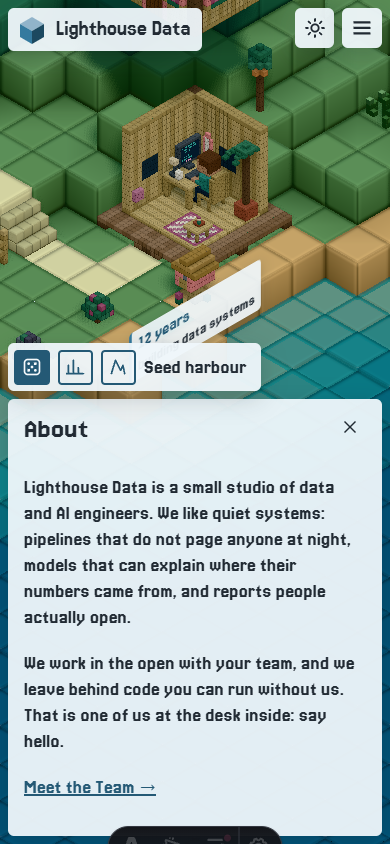 Lighthouse Data
12 years
data systems
Seed harbour
About
Lighthouse Data is a small studio of data
and AI engineers. We like quiet systems:
pipelines that do not page anyone at night,
models that can explain where their
numbers came from, and reports people
actually open.
We work in the open with your team, and we
leave behind code you can run without us.
That is one of us at the desk inside: say
hello.
Meet the Team →